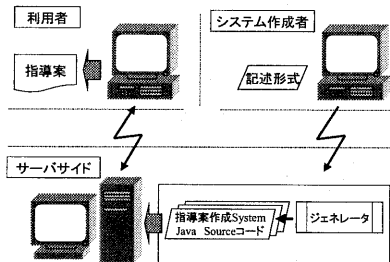 利用者
システム作成者
指導案
記述形式
サーバサイド
指導案作成System
Java Sourceコード
ジェネレータ